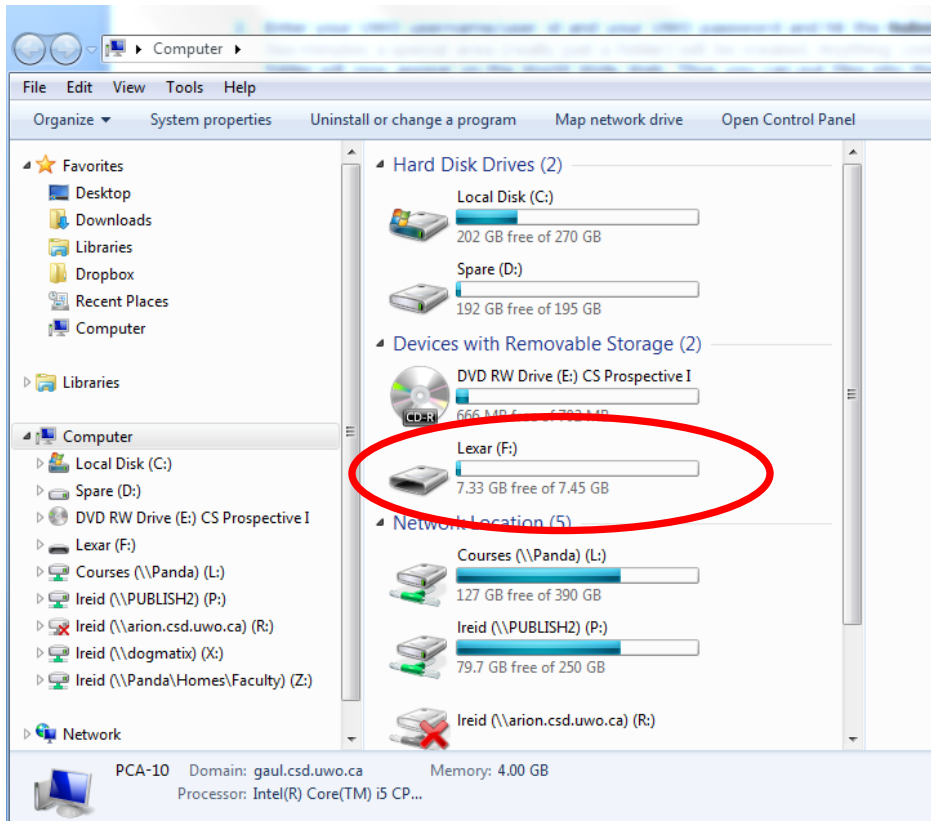 Computer
File Edit View Tools Help
Organize System properties Uninstall or change a program Map network drive Open Control Panel
Favorites
Desktop
Downloads
Libraries
Dropbox
Recent Places
Computer
Libraries
Computer
Local Disk (C:)
Spare (D:)
DVD RW Drive (E:) CS Prospective I
Lexar (F:)
Courses (\\Panda) (L:)
lreid (\\PUBLISH2) (P:)
lreid (\\arion.csd.uwo.ca) (R:)
lreid (\\dogmatix) (X:)
lreid (\\Panda\Homes\Faculty) (Z:)
Network
Hard Disk Drives (2)
Local Disk (C:)
202 GB free of 270 GB
Spare (D:)
192 GB free of 195 GB
Devices with Removable Storage (2)
DVD RW Drive (E:) CS Prospective I
CD-R
666 MB free of 702 MB
Lexar (F:)
7.33 GB free of 7.45 GB
Network Location (5)
Courses (\\Panda) (L:)
127 GB free of 390 GB
lreid (\\PUBLISH2) (P:)
79.7 GB free of 250 GB
lreid (\\arion.csd.uwo.ca) (R:)
PCA-10 Domain: gaul.csd.uwo.ca Memory: 4.00 GB
Processor: Intel(R) Core(TM) i5 CP...